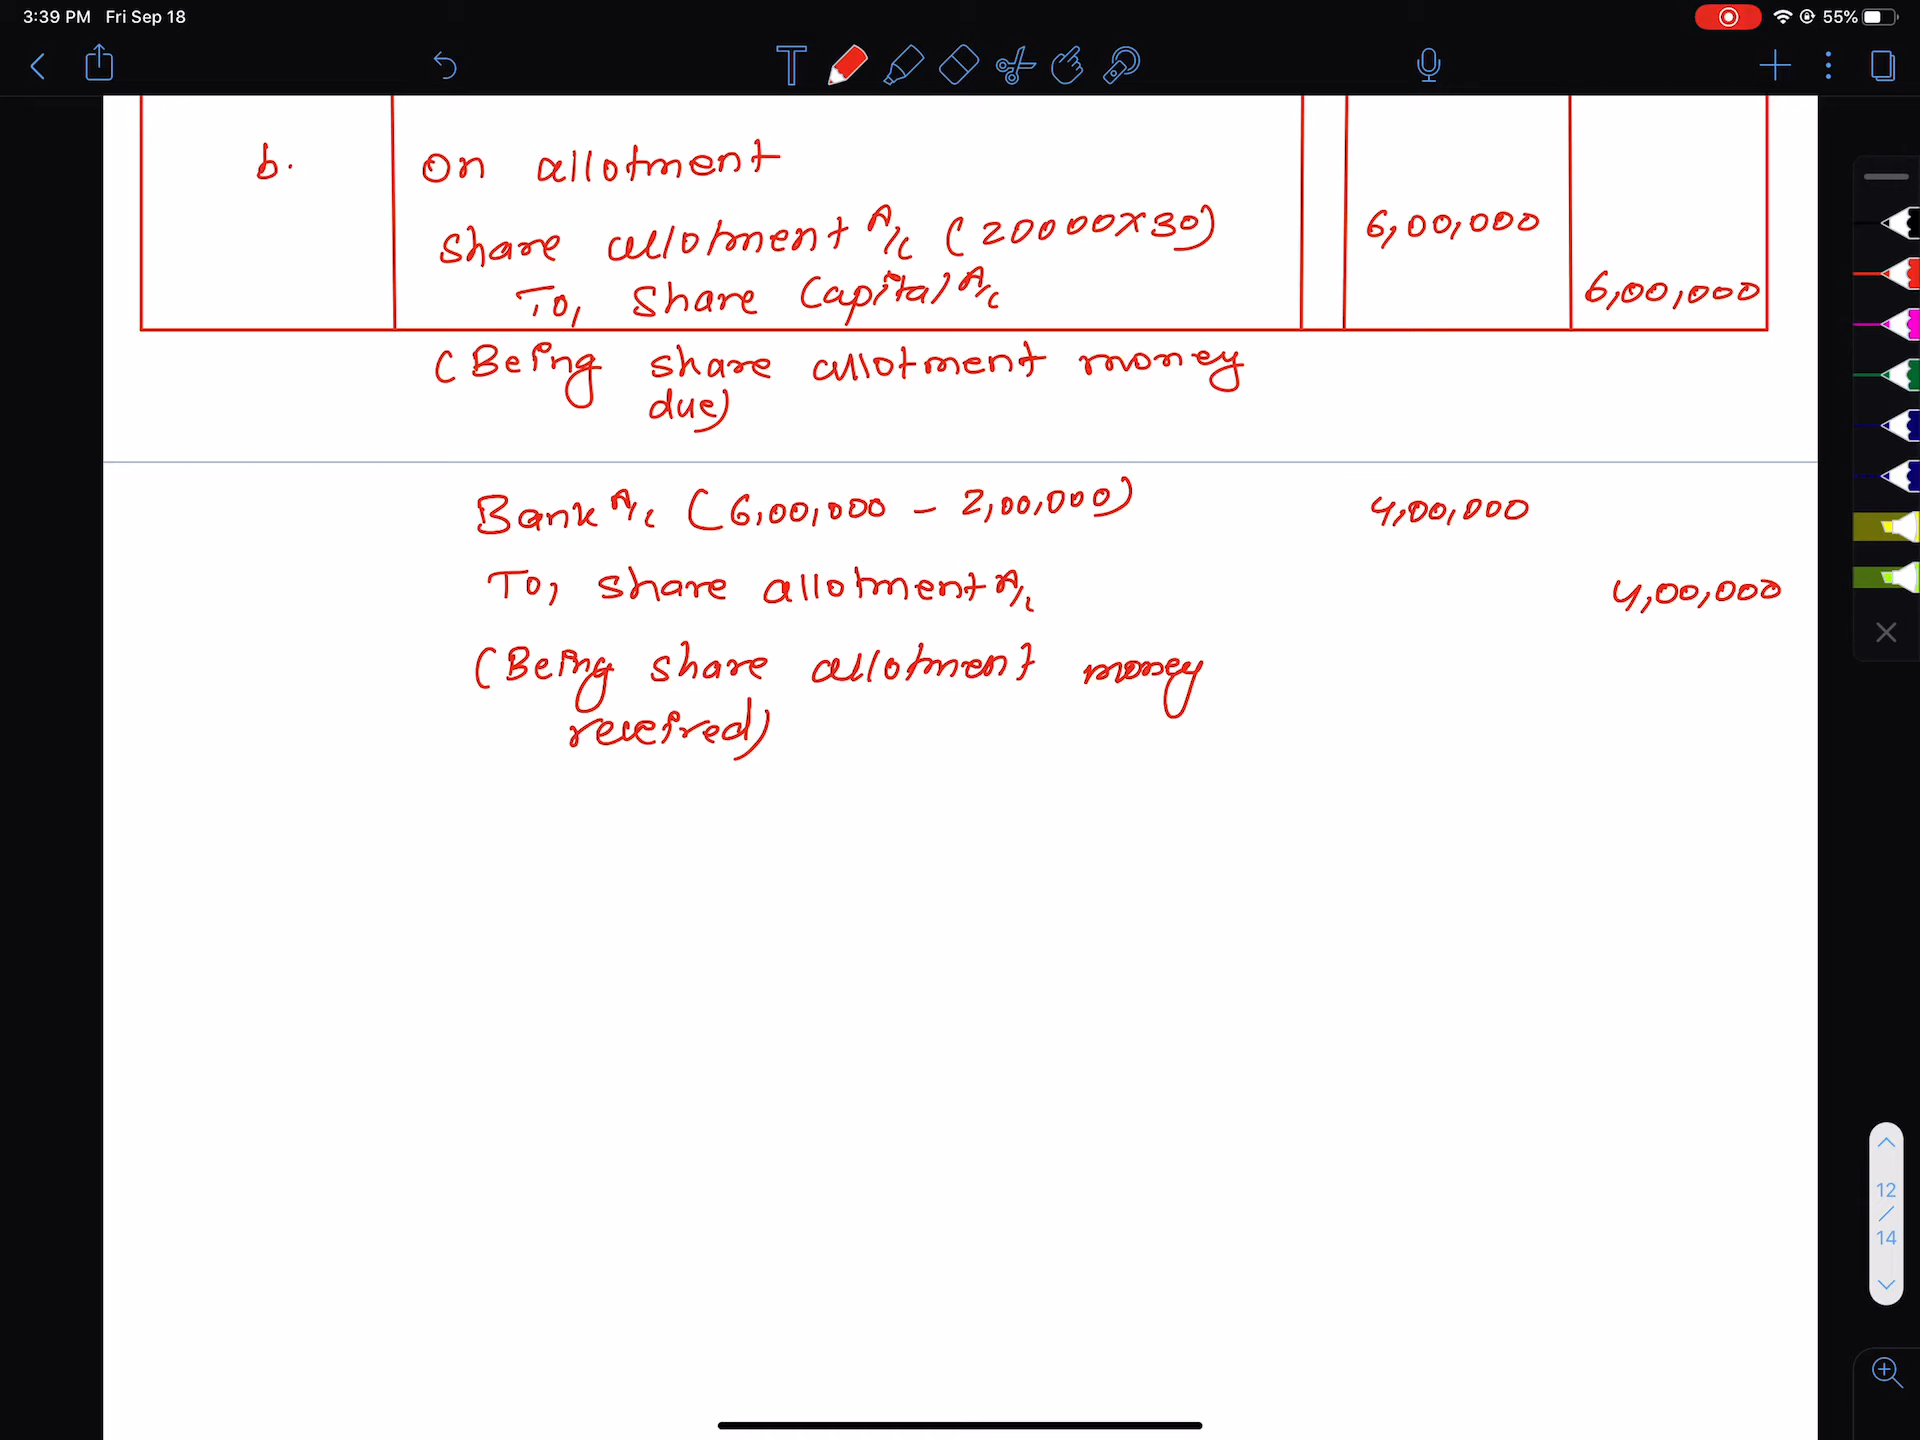 3:39 PM Fri Sep 18
55%
b. On allotment
Share allotment A/c (20000x30) 6,00,000
To, Share Capital A/c 6,00,000
(Being share allotment money
due)
Bank A/c (6,00,000 - 2,00,000) 4,00,000
To, share allotment A/c 4,00,000
(Being share allotment money
received)
12
/
14